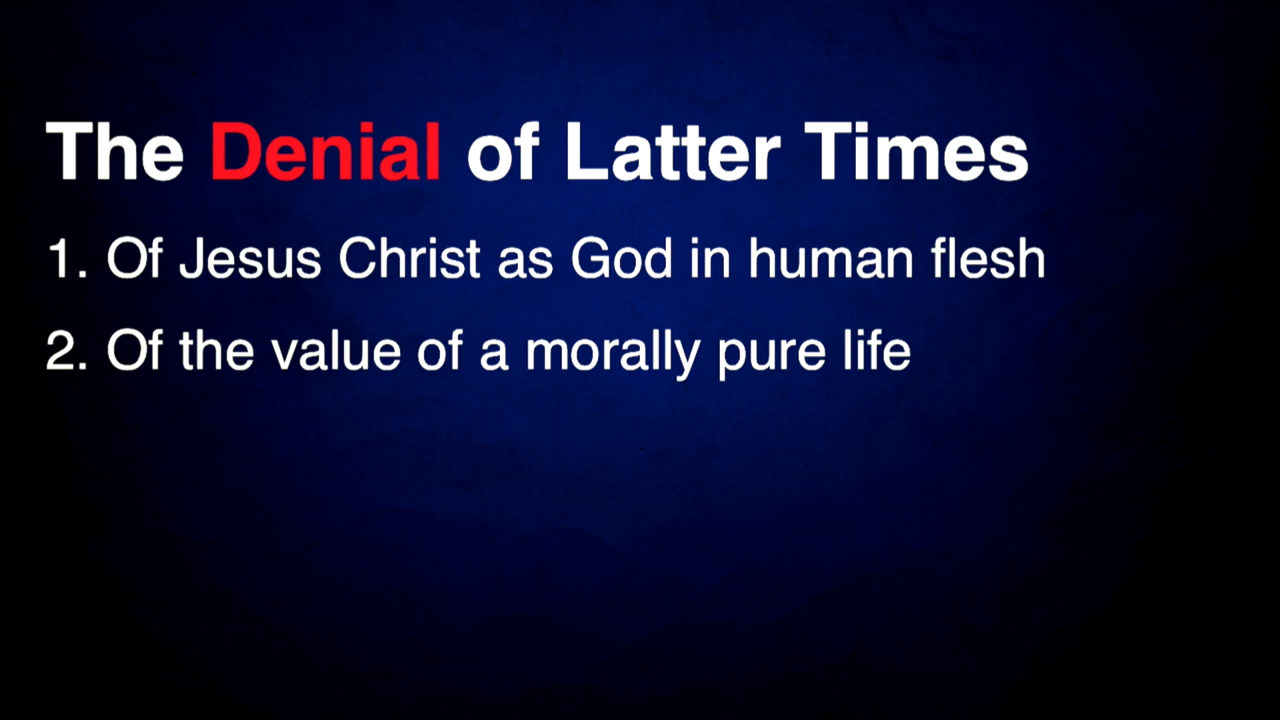 The Denial of Latter Times
1. Of Jesus Christ as God in human flesh
2. Of the value of a morally pure life